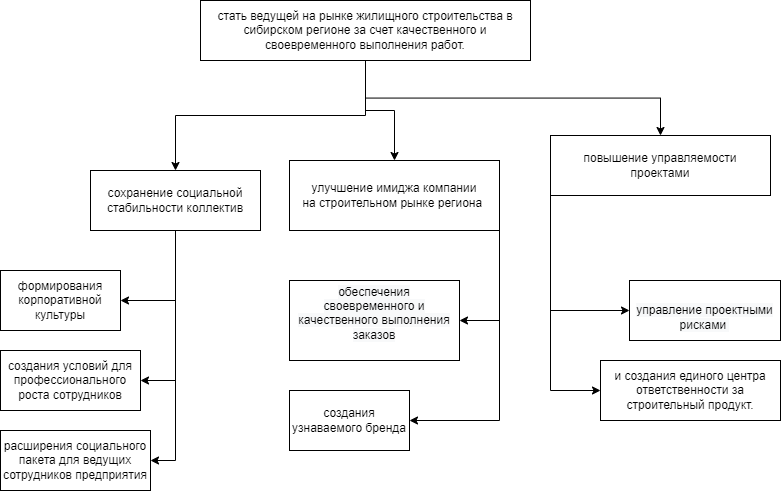 стать ведущей на рынке жилищного строительства в
сибирском регионе за счет качественного и
своевременного выполнения работ.
сохранение социальной
стабильности коллектив
улучшение имиджа компании
на строительном рынке региона
повышение управляемости
проектами
формирования
корпоративной
культуры
создания условий для
профессионального
роста сотрудников
расширения социального
пакета для ведущих
сотрудников предприятия
обеспечения
своевременного и
качественного выполнения
заказов
создания
узнаваемого бренда
управление проектными
рисками
и создания единого центра
ответственности за
строительный продукт.